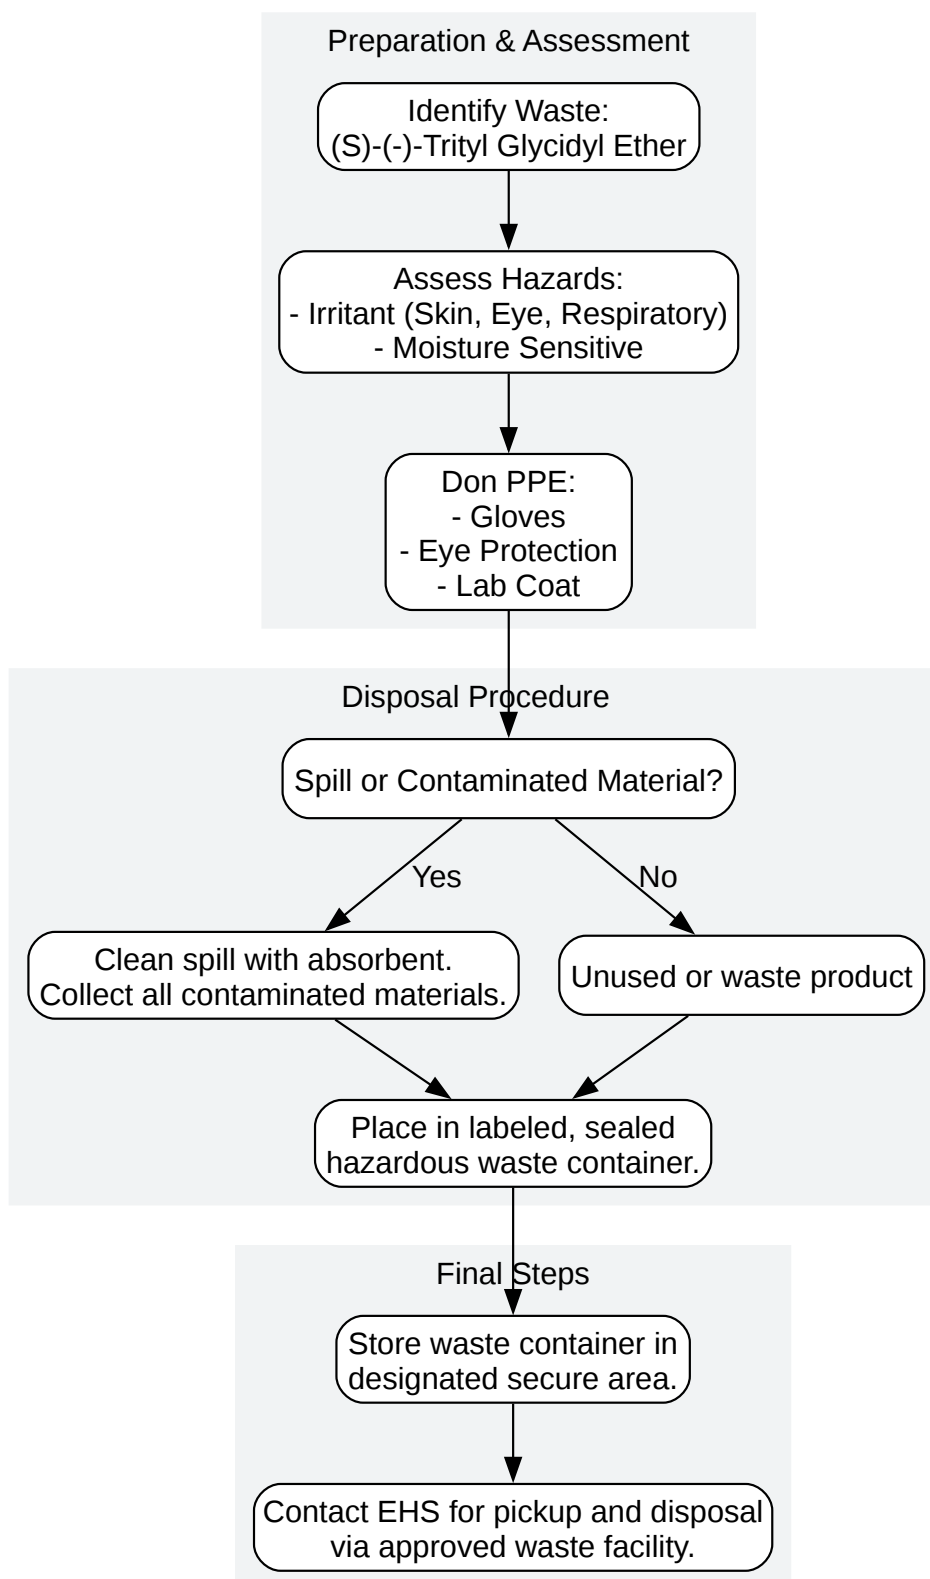 Preparation & Assessment
Identify Waste:
(S)-(-)-Trityl Glycidyl Ether
Assess Hazards:
- Irritant (Skin, Eye, Respiratory)
- Moisture Sensitive
Don PPE:
- Gloves
- Eye Protection
- Lab Coat
Disposal Procedure
Spill or Contaminated Material?
Yes
No
Clean spill with absorbent.
Collect all contaminated materials.
Unused or waste product
Place in labeled, sealed
hazardous waste container.
Final Steps
Store waste container in
designated secure area.
Contact EHS for pickup and disposal
via approved waste facility.